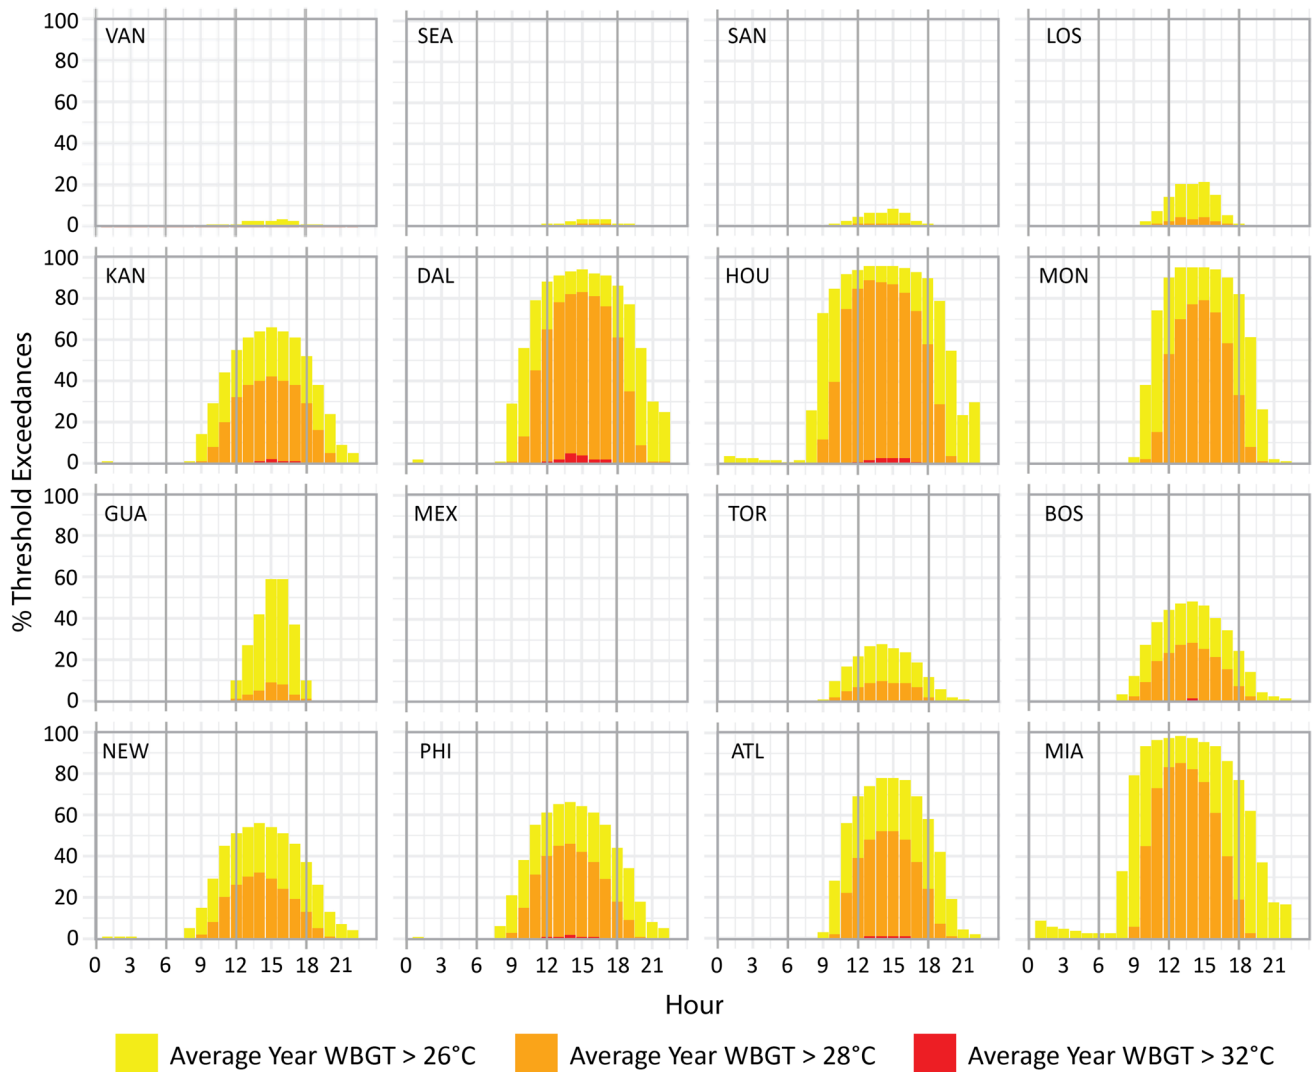 100
80
60
40
20
0
VAN
SEA
SAN
LOS
100
80
60
40
20
0
KAN
DAL
HOU
MON
100
80
60
40
20
0
GUA
MEX
TOR
BOS
100
80
60
40
20
0
NEW
PHI
ATL
MIA
% Threshold Exceedances
0 3 6 9 12 15 18 21 0 3 6 9 12 15 18 21 0 3 6 9 12 15 18 21 0 3 6 9 12 15 18 21
Hour
Average Year WBGT > 26°C Average Year WBGT > 28°C Average Year WBGT > 32°C